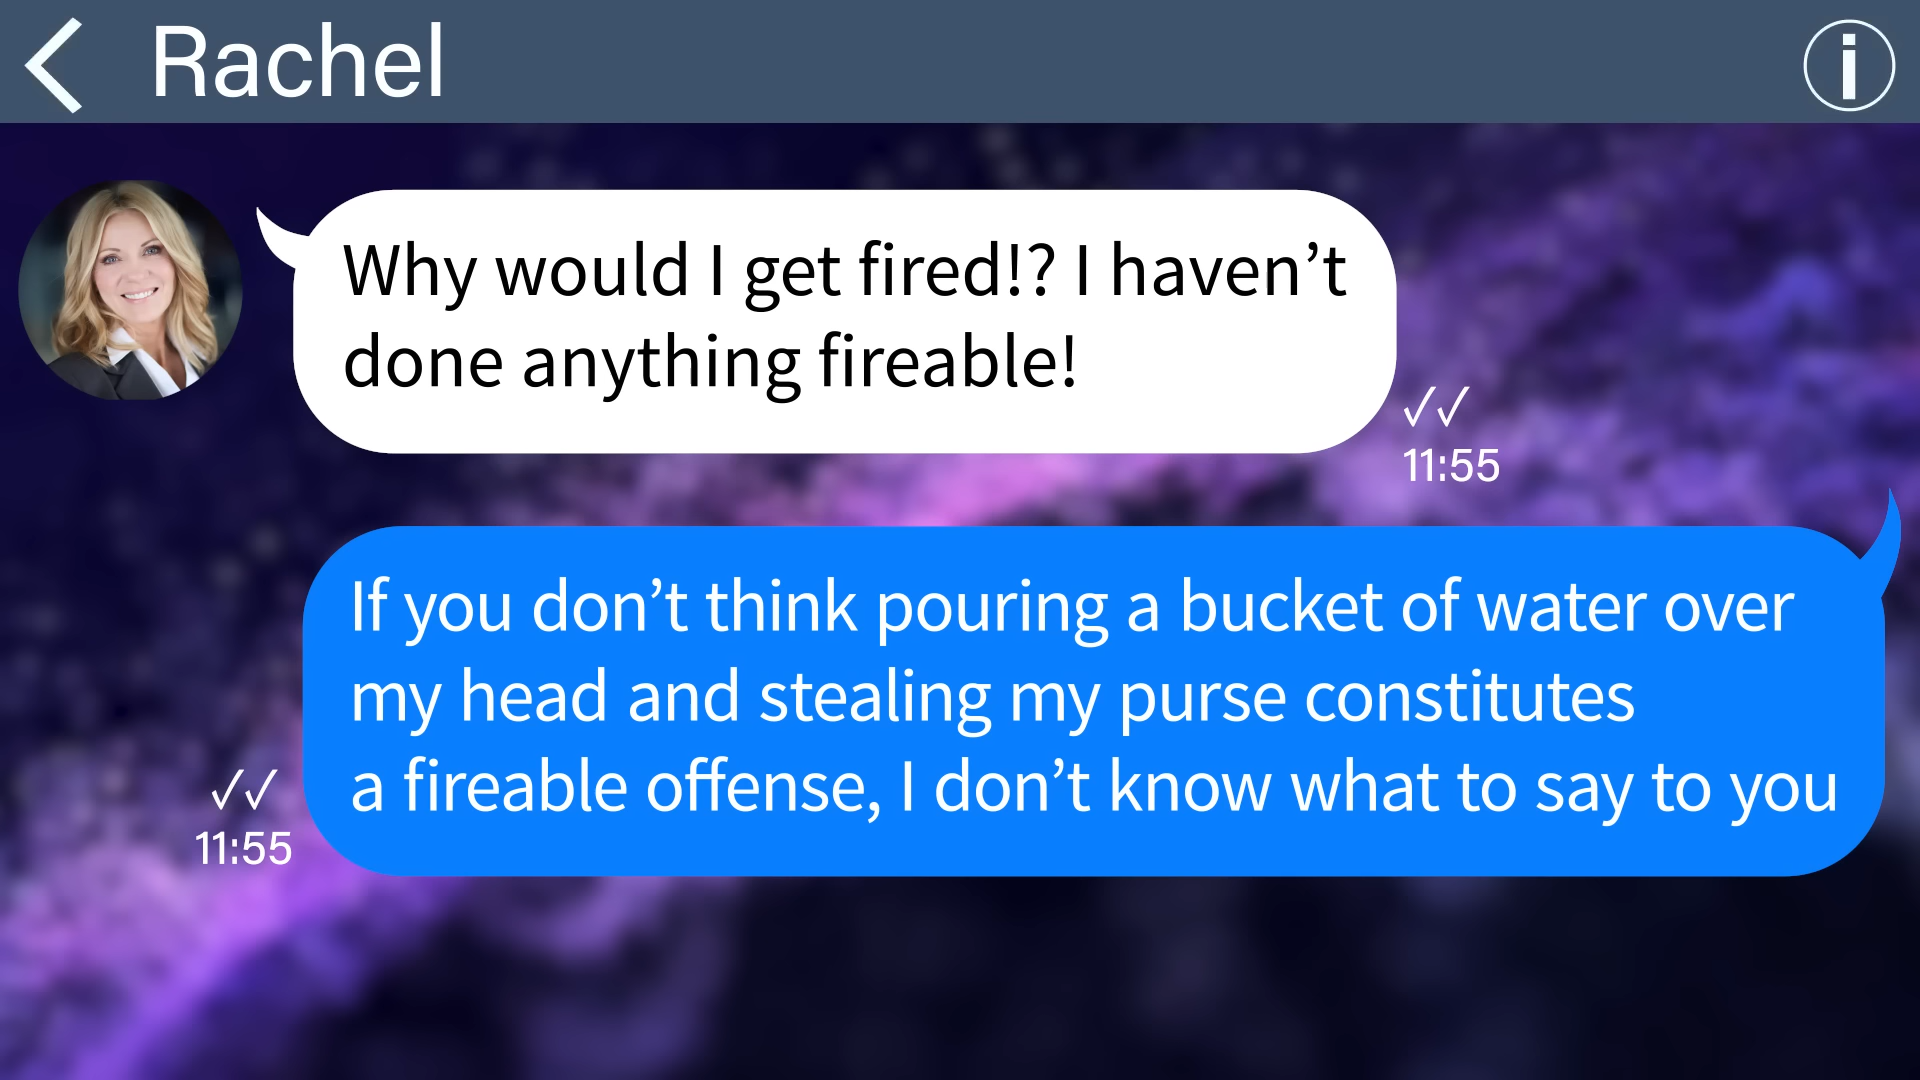 Rachel
Why would I get fired!? I haven’t
done anything fireable!
✓✓
11:55
If you don’t think pouring a bucket of water over
my head and stealing my purse constitutes
a fireable offense, I don’t know what to say to you
✓✓
11:55